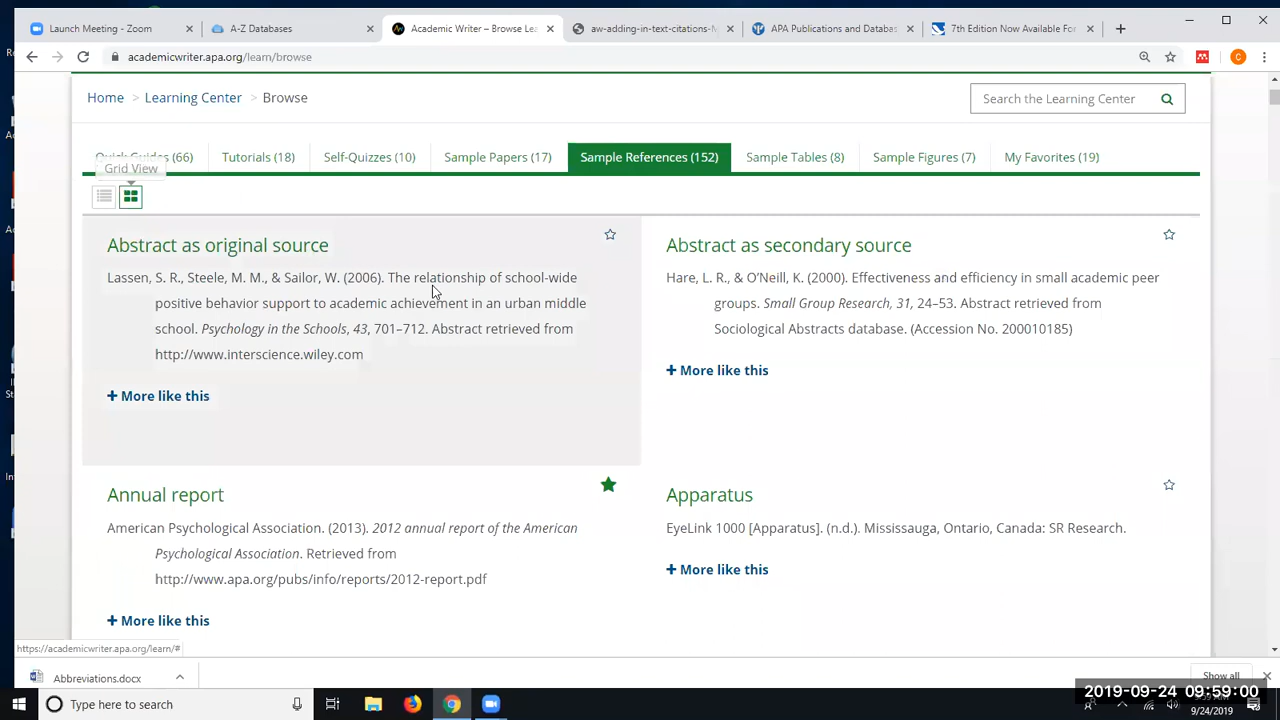 Launch Meeting - Zoom
A-Z Databases
Academic Writer – Browse Lea
aw-adding-in-text-citations-
APA Publications and Databas
7th Edition Now Available For
academicwriter.apa.org/learn/browse
Home > Learning Center > Browse
Search the Learning Center
Quick Guides (66)
Tutorials (18)
Self-Quizzes (10)
Sample Papers (17)
Sample References (152)
Sample Tables (8)
Sample Figures (7)
My Favorites (19)
Grid View
Abstract as original source
Lassen, S. R., Steele, M. M., & Sailor, W. (2006). The relationship of school-wide
positive behavior support to academic achievement in an urban middle
school. Psychology in the Schools, 43, 701–712. Abstract retrieved from
http://www.interscience.wiley.com
+ More like this
Abstract as secondary source
Hare, L. R., & O’Neill, K. (2000). Effectiveness and efficiency in small academic peer
groups. Small Group Research, 31, 24–53. Abstract retrieved from
Sociological Abstracts database. (Accession No. 200010185)
+ More like this
Annual report
American Psychological Association. (2013). 2012 annual report of the American
Psychological Association. Retrieved from
http://www.apa.org/pubs/info/reports/2012-report.pdf
+ More like this
Apparatus
EyeLink 1000 [Apparatus]. (n.d.). Mississauga, Ontario, Canada: SR Research.
+ More like this
https://academicwriter.apa.org/learn/#
Abbreviations.docx
Show all
Type here to search
2019-09-24 09:59:00
9/24/2019